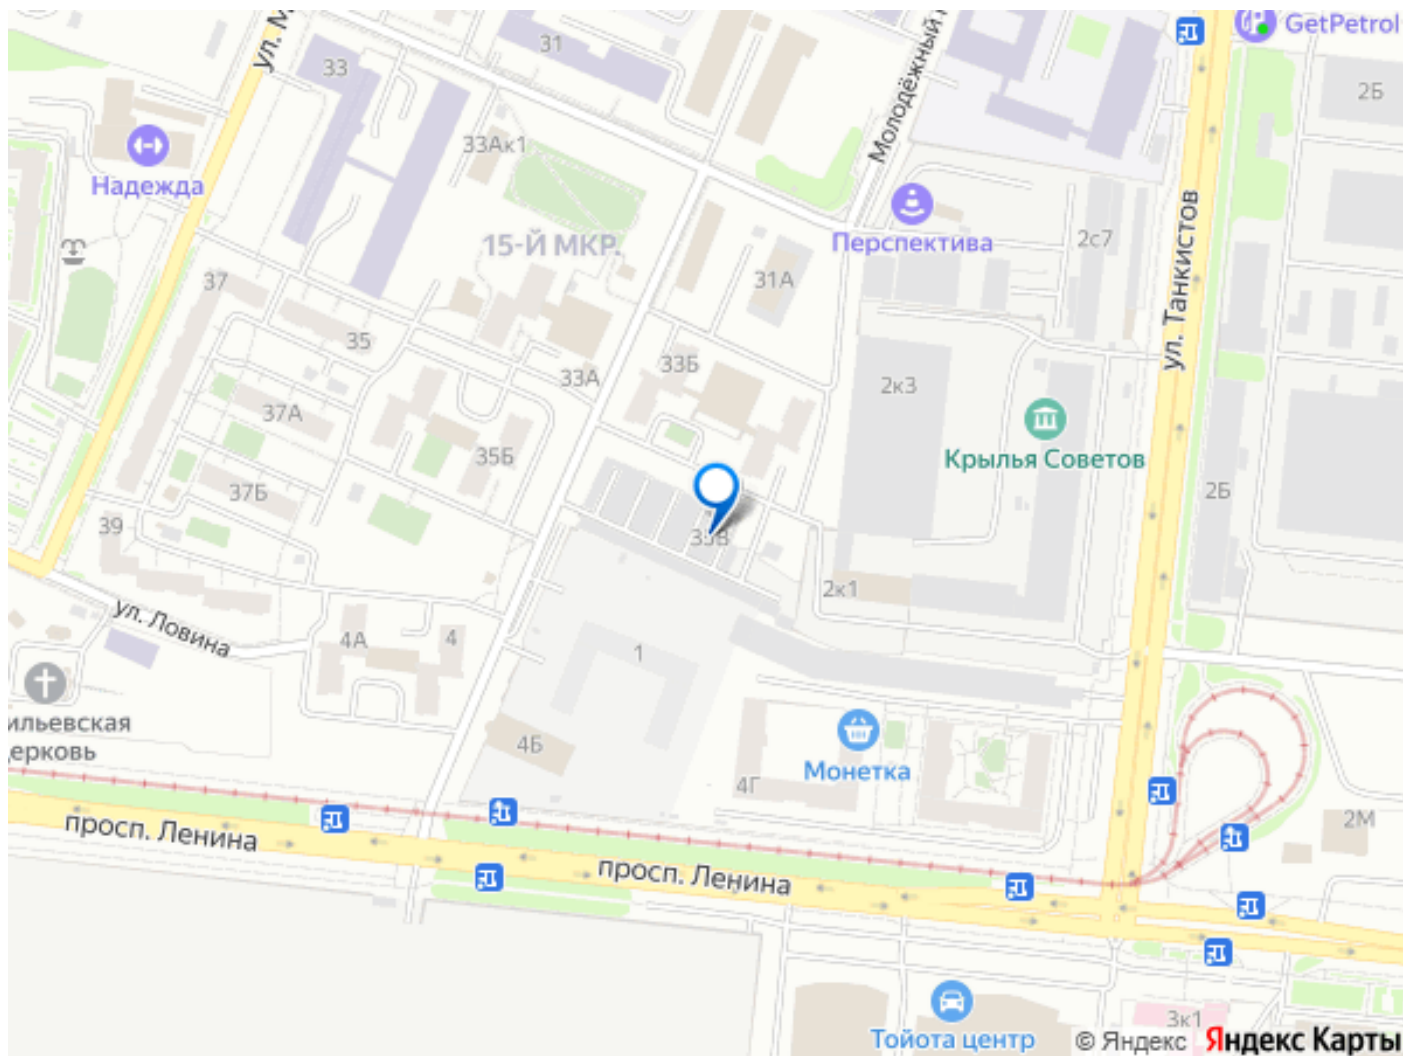 ул. М
33
31
Молодёжный
GetPetrol
2Б
33Ак1
Надежда
15-Й МКР.
Перспектива
2с7
ул. Танкистов
37
31А
35
33Б
33А
2к3
37А
35Б
Крылья Советов
37Б
2Б
39
33В
2к1
ул. Ловина
4А
4
1
ильевская
церковь
4Б
Монетка
4Г
2М
просп. Ленина
просп. Ленина
Тойота центр
3к1
© Яндекс Яндекс Карты